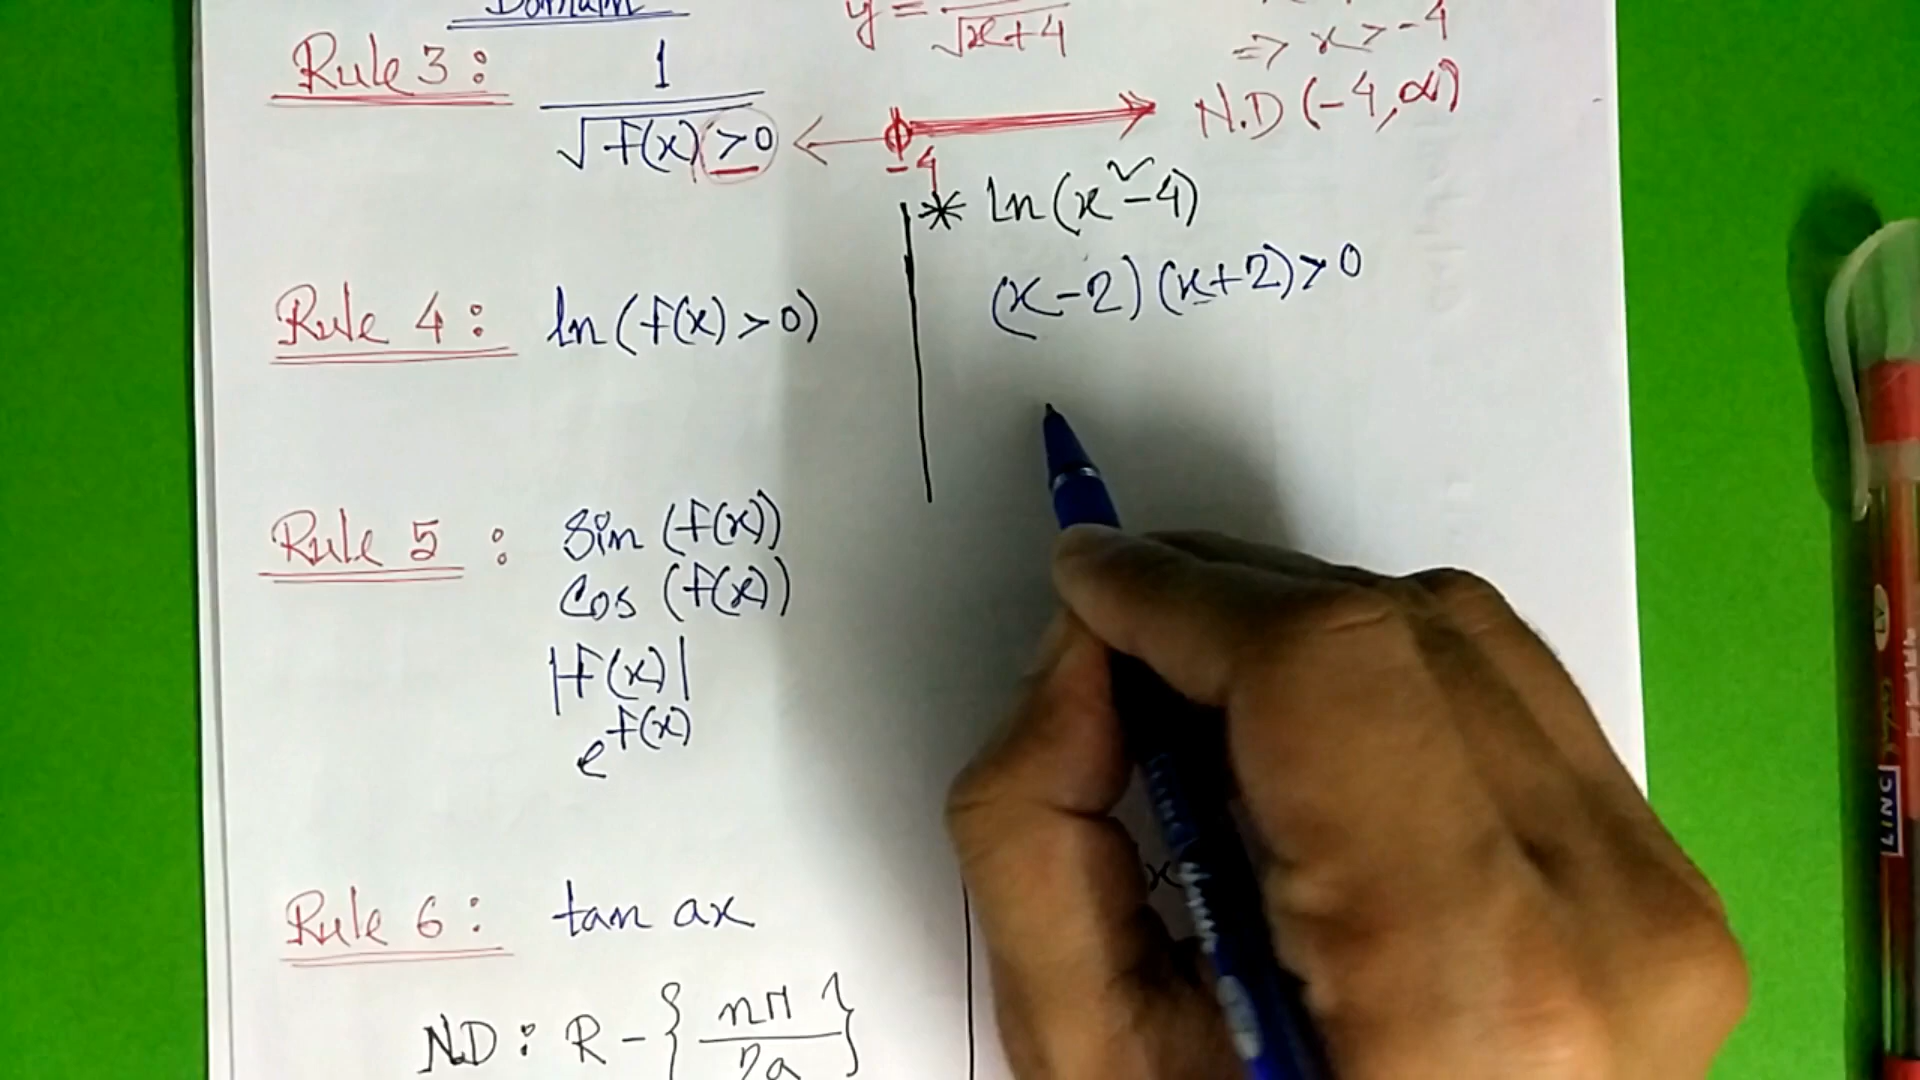 Domain
Rule 3 : 1 / √f(x) >0
y = / √x+4
=> x > -4
N.D (-4, ∝)
-4
* ln(x²-4)
(x-2) (x+2) > 0
Rule 4 : ln(f(x) > 0)
Rule 5 : Sin (f(x))
Cos (f(x))
|f(x)|
e^f(x)
Rule 6 : tan ax
N.D : R - { nπ / 2a }
LINC